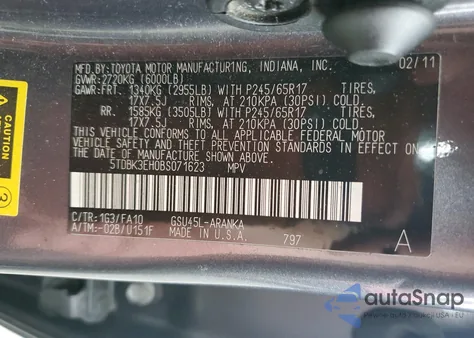 MFD. BY: TOYOTA MOTOR MANUFACTURING, INDIANA, INC. 02/11
GVWR: 2720KG (6000LB)
GAWR: FRT. 1340KG (2955LB) WITH P245/65R17 TIRES,
17X7.5J RIMS, AT 210KPA (30PSI) COLD.
RR. 1585KG (3505LB) WITH P245/65R17 TIRES,
17X7.5J RIMS, AT 210KPA (30PSI) COLD.
THIS VEHICLE CONFORMS TO ALL APPLICABLE FEDERAL MOTOR
VEHICLE SAFETY AND THEFT PREVENTION STANDARDS IN EFFECT
ON THE DATE OF MANUFACTURE SHOWN ABOVE.
5TDBK3EH0BS071623 MPV
C/TR: 1G3/FA10 GSU45L-ARANKA
A/TM: -02B/U151F MADE IN U.S.A. 797 A
CAUTION
3
autaSnap